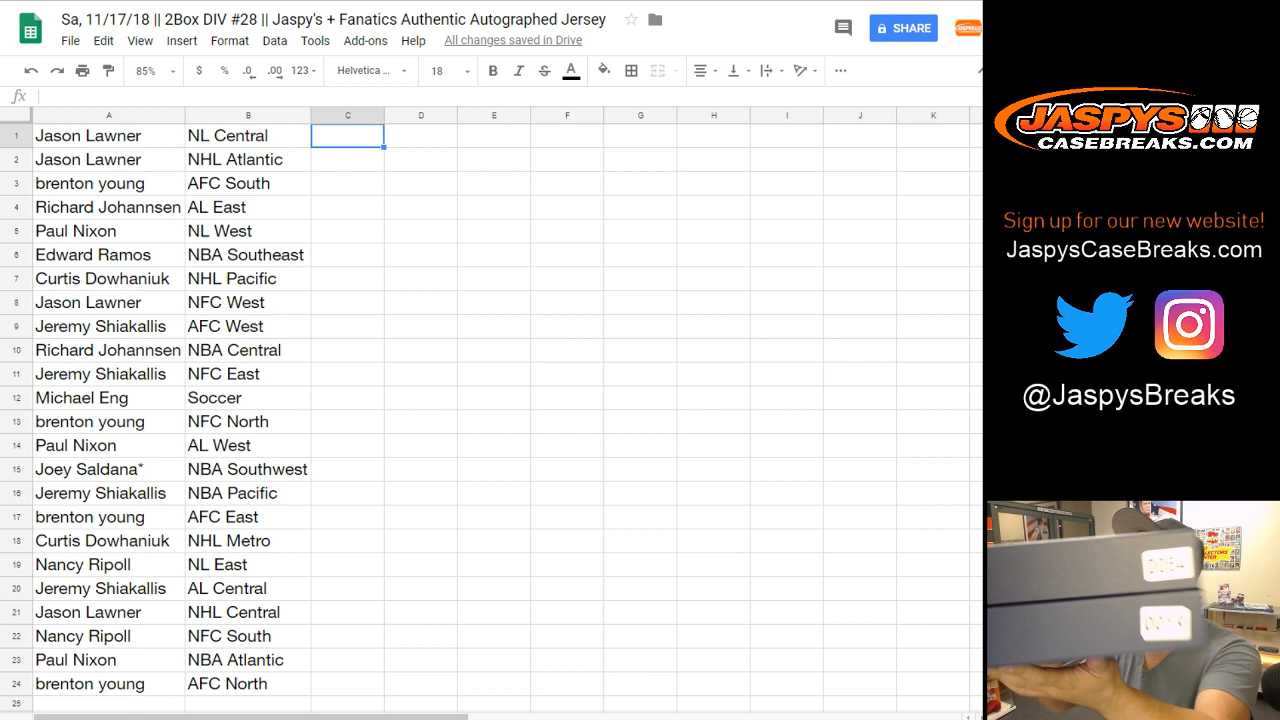 Sa, 11/17/18 || 2Box DIV #28 || Jaspy's + Fanatics Authentic Autographed Jersey
File Edit View Insert Format Data Tools Add-ons Help All changes saved in Drive
SHARE
85% $ % .0 .00 123 Helvetica ... 18 B I S A
fx
A B C D E F G H I J K
1 Jason Lawner NL Central
2 Jason Lawner NHL Atlantic
3 brenton young AFC South
4 Richard Johannsen AL East
5 Paul Nixon NL West
6 Edward Ramos NBA Southeast
7 Curtis Dowhaniuk NHL Pacific
8 Jason Lawner NFC West
9 Jeremy Shiakallis AFC West
10 Richard Johannsen NBA Central
11 Jeremy Shiakallis NFC East
12 Michael Eng Soccer
13 brenton young NFC North
14 Paul Nixon AL West
15 Joey Saldana* NBA Southwest
16 Jeremy Shiakallis NBA Pacific
17 brenton young AFC East
18 Curtis Dowhaniuk NHL Metro
19 Nancy Ripoll NL East
20 Jeremy Shiakallis AL Central
21 Jason Lawner NHL Central
22 Nancy Ripoll NFC South
23 Paul Nixon NBA Atlantic
24 brenton young AFC North
25
JASPYS
CASEBREAKS.COM
Sign up for our new website!
JaspysCaseBreaks.com
@JaspysBreaks